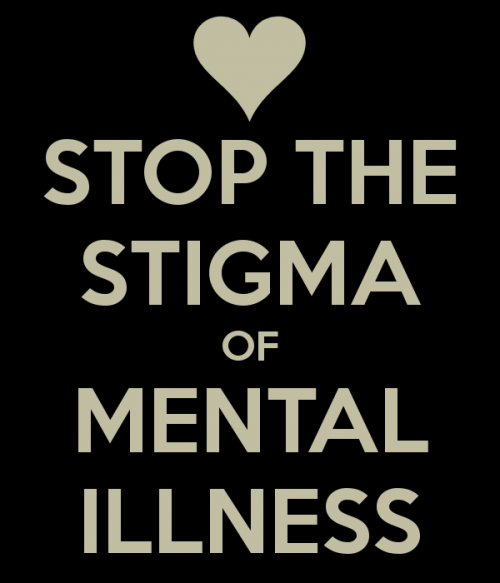 STOP THE
STIGMA
OF
MENTAL
ILLNESS